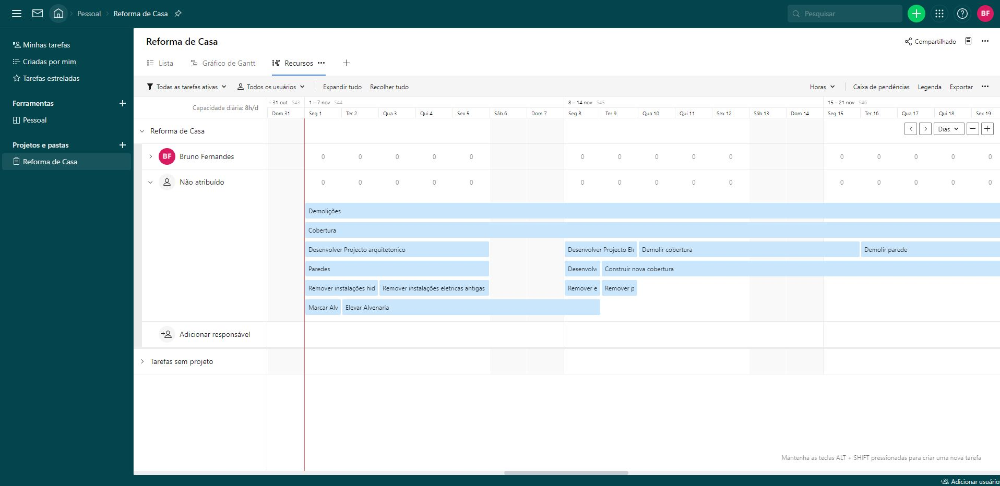 Pessoal
Reforma de Casa
Pesquisar
BF
Minhas tarefas
Criadas por mim
Tarefas estreladas
Ferramentas
Pessoal
Projetos e pastas
Reforma de Casa
Reforma de Casa
Compartilhado
Lista
Gráfico de Gantt
Recursos
Todas as tarefas ativas
Todos os usuários
Expandir tudo
Recolher tudo
Horas
Caixa de pendências
Legenda
Exportar
Capacidade diária: 8h/d
– 31 out S43 1 – 7 nov S44 8 – 14 nov S45 15 – 21 nov S46
Dom 31 Seg 1 Ter 2 Qua 3 Qui 4 Sex 5 Sáb 6 Dom 7 Seg 8 Ter 9 Qua 10 Qui 11 Sex 12 Sáb 13 Dom 14 Seg 15 Ter 16 Qua 17 Qui 18 Sex 19
Reforma de Casa
Dias
BF Bruno Fernandes 0 0 0 0 0 0 0 0 0 0 0 0 0 0 0
Não atribuído 0 0 0 0 0 0 0 0 0 0 0 0 0 0 0
Demolições
Cobertura
Desenvolver Projecto arquitetonico Desenvolver Projecto Ele Demolir cobertura Demolir parede
Paredes Desenvolv Construir nova cobertura
Remover instalações hid Remover instalações eletricas antigas Remover e Remover p
Marcar Alv Elevar Alvenaria
Adicionar responsável
Tarefas sem projeto
Mantenha as teclas ALT + SHIFT pressionadas para criar uma nova tarefa
Adicionar usuário